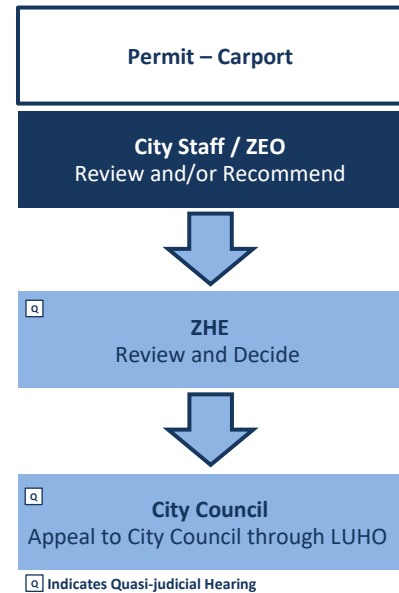 Permit – Carport
City Staff / ZEO
Review and/or Recommend
Q
ZHE
Review and Decide
Q
City Council
Appeal to City Council through LUHO
Q Indicates Quasi-judicial Hearing